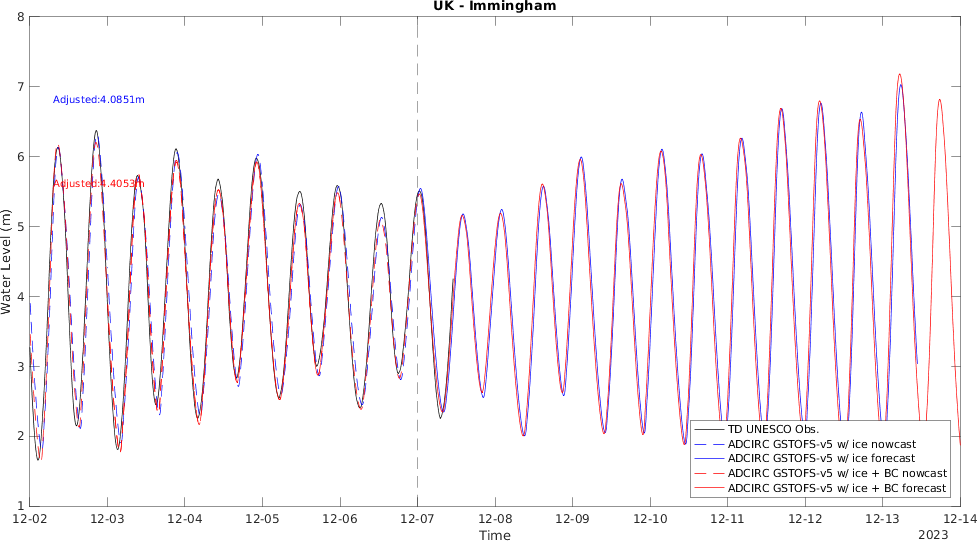 UK - Immingham
8
7
6
5
4
3
2
1
Water Level (m)
Adjusted:4.0851m
Adjusted:4.4053m
TD UNESCO Obs.
ADCIRC GSTOFS-v5 w/ ice nowcast
ADCIRC GSTOFS-v5 w/ ice forecast
ADCIRC GSTOFS-v5 w/ ice + BC nowcast
ADCIRC GSTOFS-v5 w/ ice + BC forecast
12-02 12-03 12-04 12-05 12-06 12-07 12-08 12-09 12-10 12-11 12-12 12-13 12-14
Time
2023